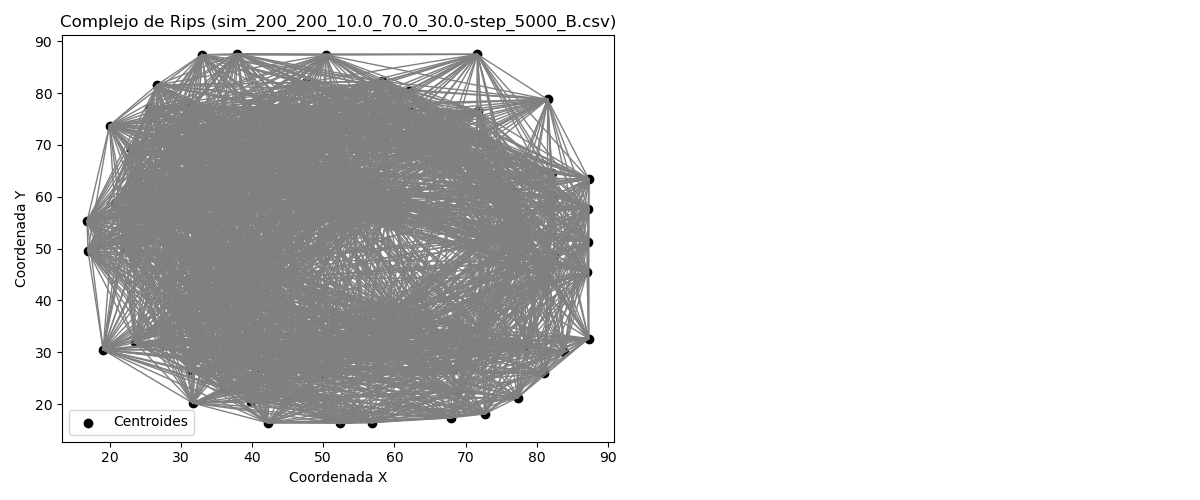 Complejo de Rips (sim_200_200_10.0_70.0_30.0-step_5000_B.csv)
90
80
70
60
50
40
30
20
Coordenada Y
Centroides
20 30 40 50 60 70 80 90
Coordenada X